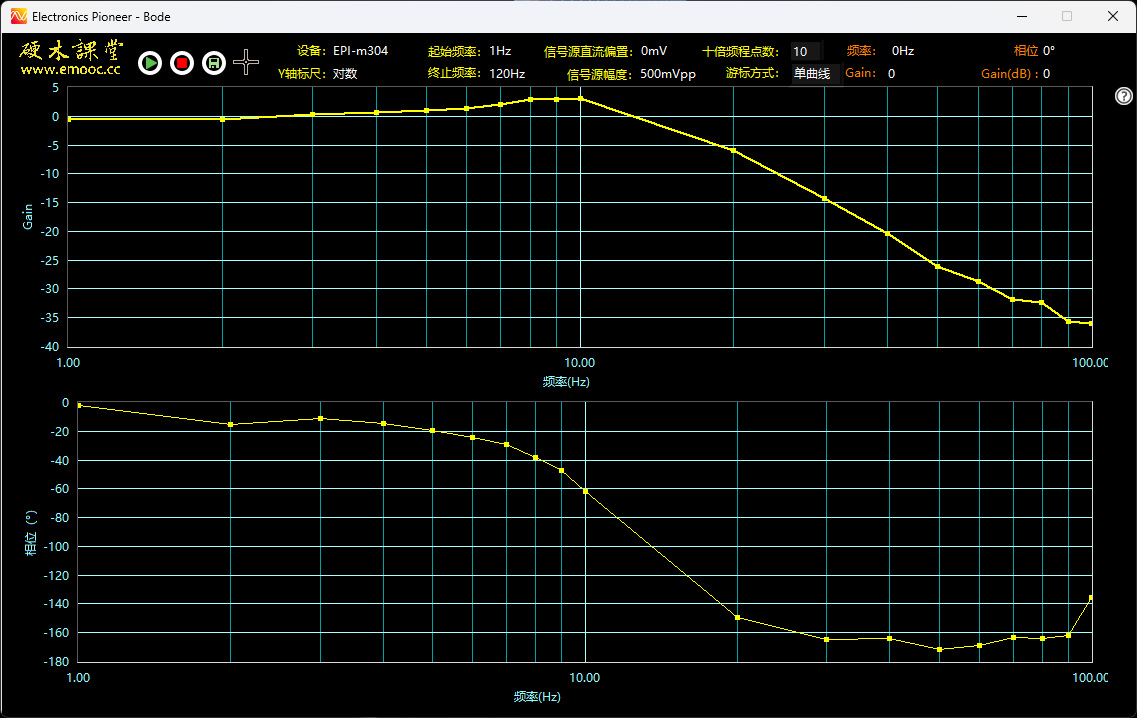 Electronics Pioneer - Bode
硬木課堂
www.emooc.cc
设备: EPI-m304 起始频率: 1Hz 信号源直流偏置: 0mV 十倍频程点数: 10 频率: 0Hz 相位 0°
Y轴标尺: 对数 终止频率: 120Hz 信号源幅度: 500mVpp 游标方式: 单曲线 Gain: 0 Gain(dB) : 0
5
0
-5
-10
-15
Gain
-20
-25
-30
-35
-40
1.00 10.00 100.00
频率(Hz)
0
-20
-40
-60
-80
相位 (°)
-100
-120
-140
-160
-180
1.00 10.00 100.00
频率(Hz)